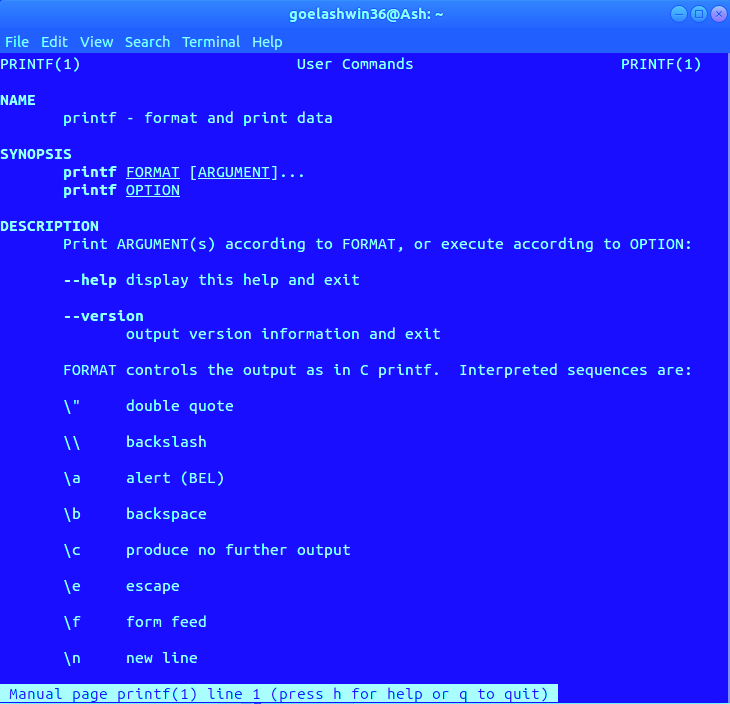 goelashwin36@Ash: ~
File Edit View Search Terminal Help
PRINTF(1) User Commands PRINTF(1)
NAME
printf - format and print data
SYNOPSIS
printf FORMAT [ARGUMENT]...
printf OPTION
DESCRIPTION
Print ARGUMENT(s) according to FORMAT, or execute according to OPTION:
--help display this help and exit
--version
output version information and exit
FORMAT controls the output as in C printf.  Interpreted sequences are:
\" double quote
\\ backslash
\a alert (BEL)
\b backspace
\c produce no further output
\e escape
\f form feed
\n new line
Manual page printf(1) line 1 (press h for help or q to quit)